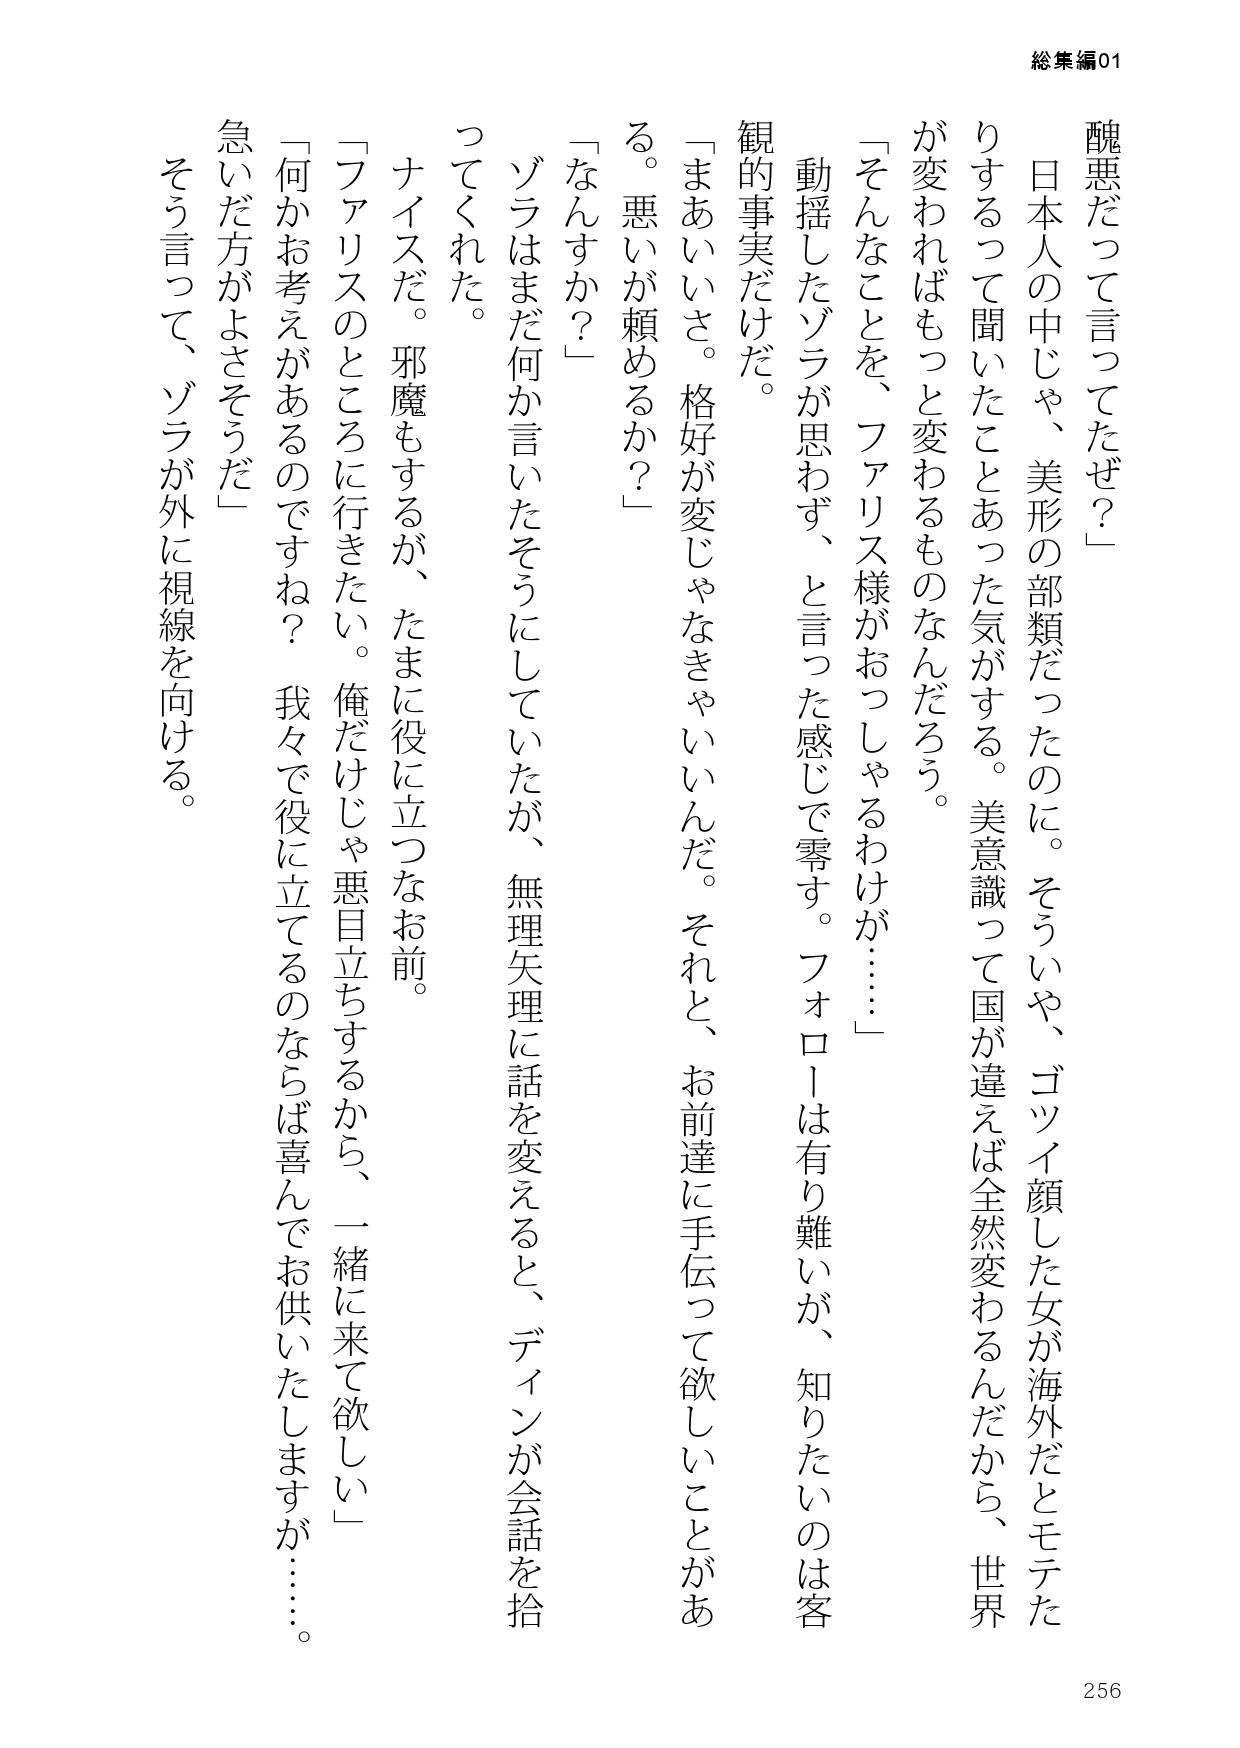 総集編01
醜悪だって言ってたぜ？」
　日本人の中じゃ、美形の部類だったのに。そういや、ゴツイ顔した女が海外だとモテた
りするって聞いたことあった気がする。美意識って国が違えば全然変わるんだから、世界
が変わればもっと変わるものなんだろう。
「そんなことを、ファリス様がおっしゃるわけが……」
　動揺したゾラが思わず、と言った感じで零す。フォローは有り難いが、知りたいのは客
観的事実だけだ。
「まあいいさ。格好が変じゃなきゃいいんだ。それと、お前達に手伝って欲しいことがあ
る。悪いが頼めるか？」
「なんすか？」
　ゾラはまだ何か言いたそうにしていたが、無理矢理に話を変えると、ディンが会話を拾
ってくれた。
　ナイスだ。邪魔もするが、たまに役に立つなお前。
「ファリスのところに行きたい。俺だけじゃ悪目立ちするから、一緒に来て欲しい」
「何かお考えがあるのですね？　我々で役に立てるのならば喜んでお供いたしますが……。
急いだ方がよさそうだ」
　そう言って、ゾラが外に視線を向ける。
256